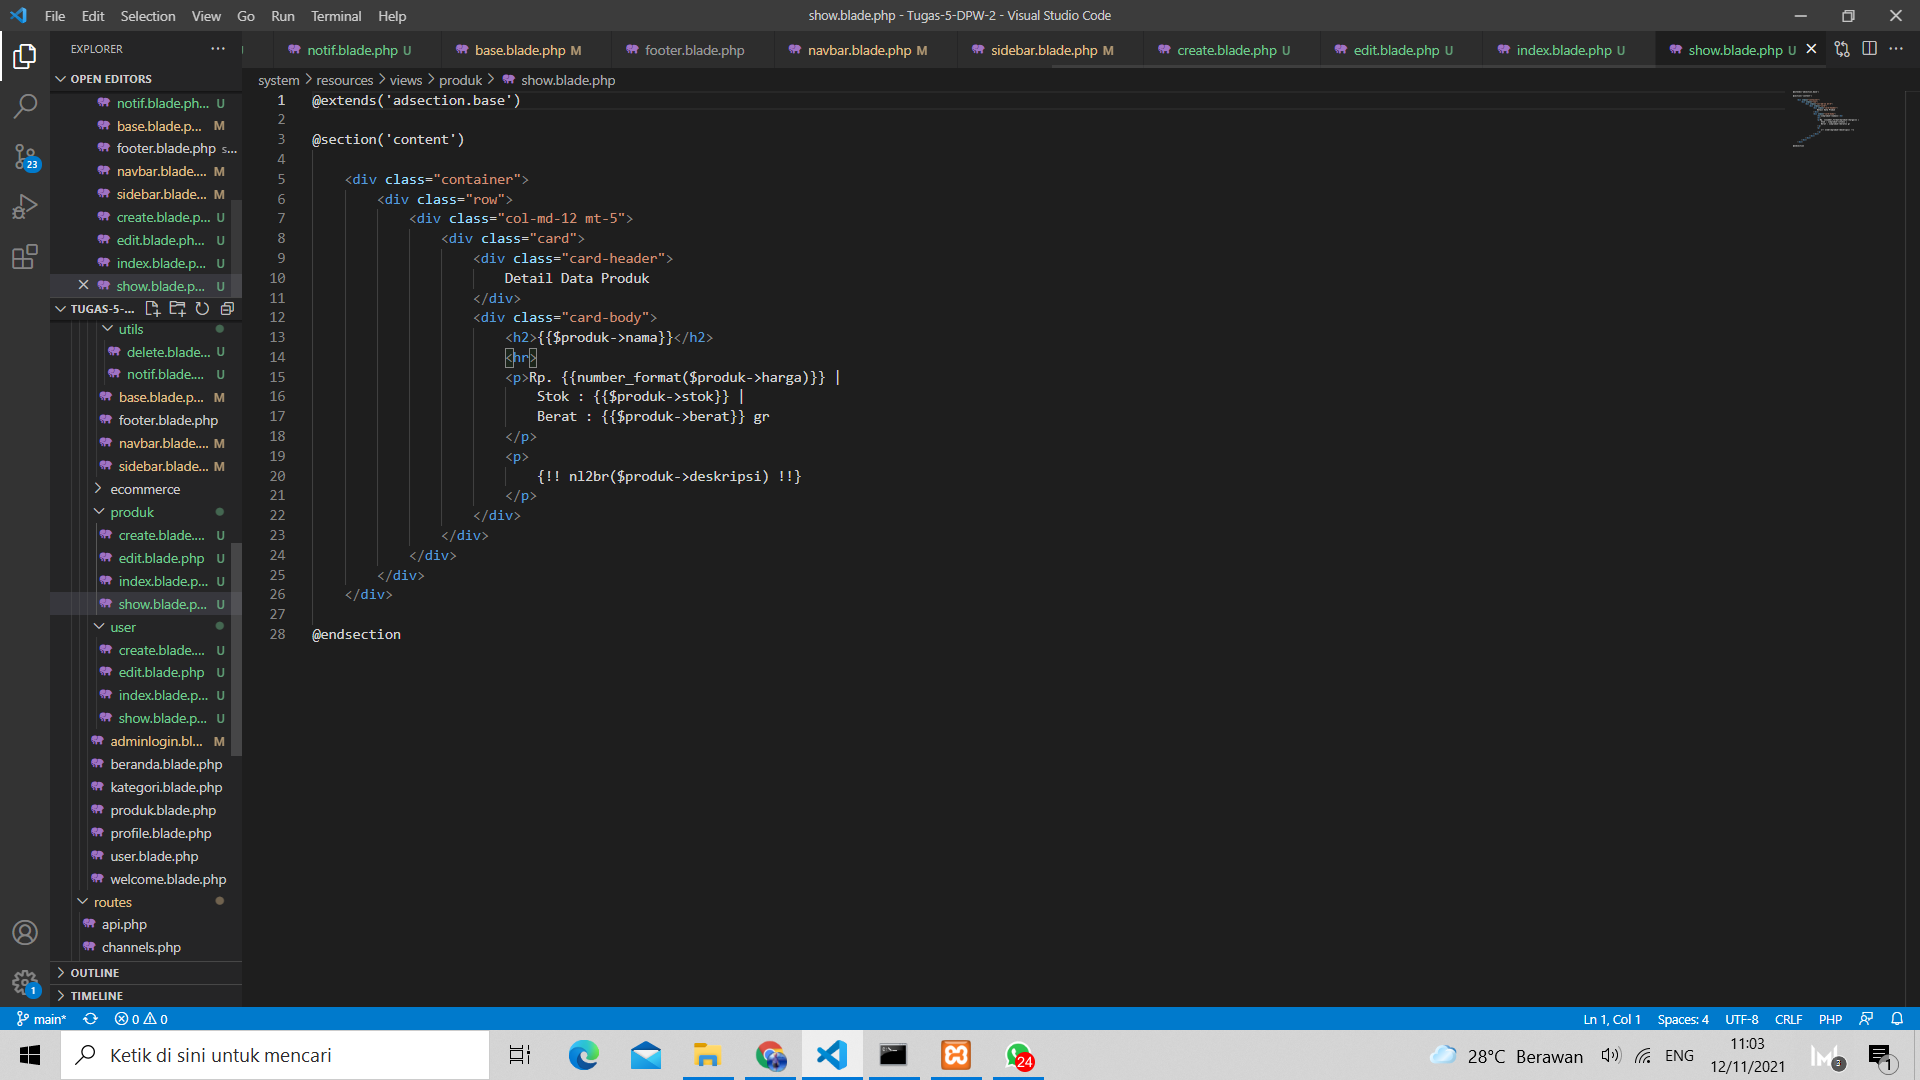 File Edit Selection View Go Run Terminal Help
show.blade.php - Tugas-5-DPW-2 - Visual Studio Code
EXPLORER
notif.blade.php U
base.blade.php M
footer.blade.php
navbar.blade.php M
sidebar.blade.php M
create.blade.php U
edit.blade.php U
index.blade.php U
show.blade.php U
OPEN EDITORS
notif.blade.ph... U
base.blade.p... M
footer.blade.php s...
navbar.blade.... M
sidebar.blade... M
create.blade.p... U
edit.blade.ph... U
index.blade.p... U
show.blade.p... U
TUGAS-5-...
utils
delete.blade... U
notif.blade.... U
base.blade.p... M
footer.blade.php
navbar.blade.... M
sidebar.blade... M
ecommerce
produk
create.blade.... U
edit.blade.php U
index.blade.p... U
show.blade.p... U
user
create.blade.... U
edit.blade.php U
index.blade.p... U
show.blade.p... U
adminlogin.bl... M
beranda.blade.php
kategori.blade.php
produk.blade.php
profile.blade.php
user.blade.php
welcome.blade.php
routes
api.php
channels.php
OUTLINE
TIMELINE
23
1
system > resources > views > produk > show.blade.php
1 @extends('adsection.base')
2
3 @section('content')
4
5 <div class="container">
6 <div class="row">
7 <div class="col-md-12 mt-5">
8 <div class="card">
9 <div class="card-header">
10 Detail Data Produk
11 </div>
12 <div class="card-body">
13 <h2>{{$produk->nama}}</h2>
14 <hr>
15 <p>Rp. {{number_format($produk->harga)}} |
16 Stok : {{$produk->stok}} |
17 Berat : {{$produk->berat}} gr
18 </p>
19 <p>
20 {!! nl2br($produk->deskripsi) !!}
21 </p>
22 </div>
23 </div>
24 </div>
25 </div>
26 </div>
27
28 @endsection
main* 0 0
Ln 1, Col 1 Spaces: 4 UTF-8 CRLF PHP
Ketik di sini untuk mencari
24
28°C Berawan
ENG
11:03
12/11/2021
3
1